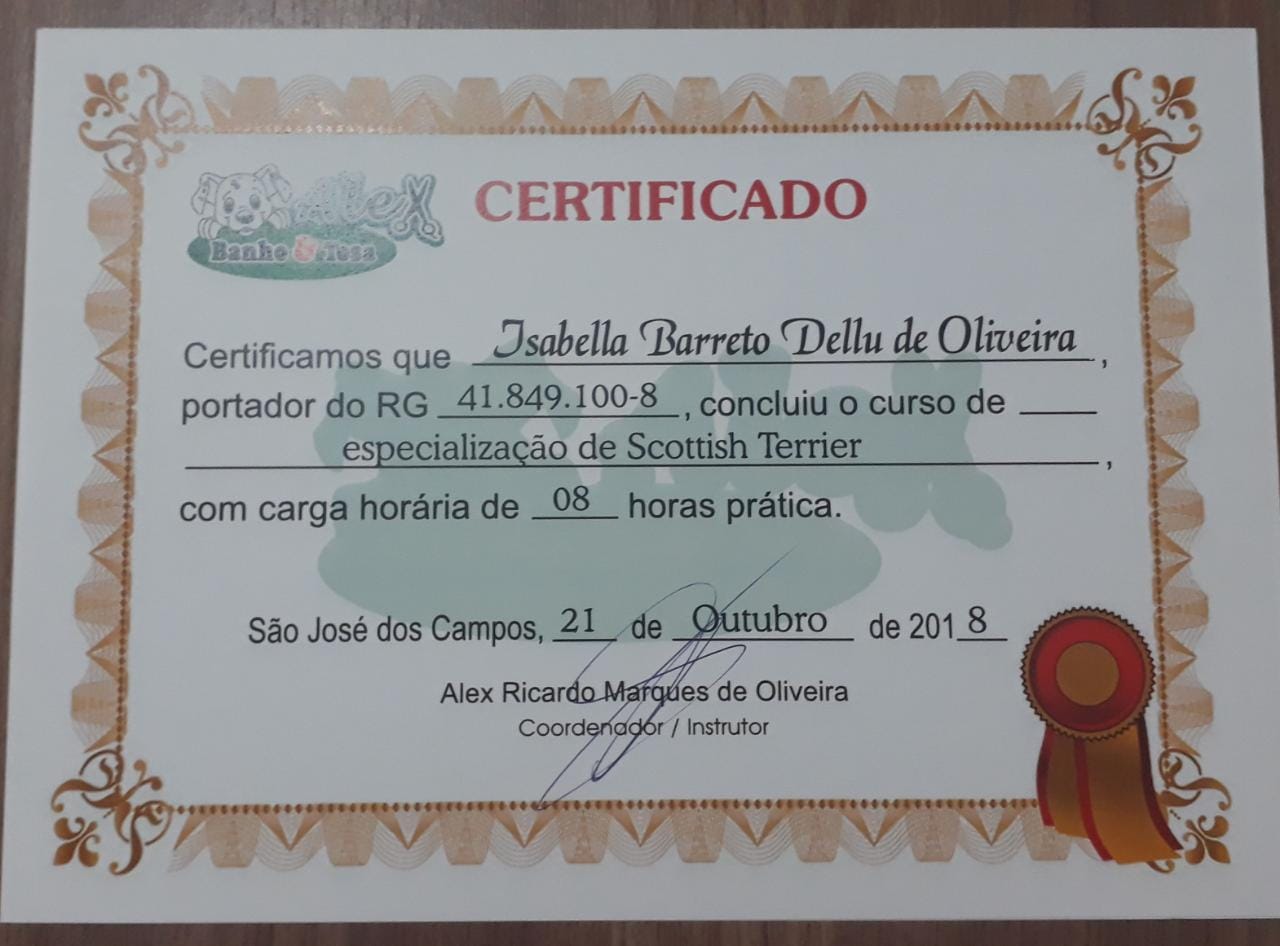 Alex
Banho & Tosa
CERTIFICADO
Certificamos que Isabella Barreto Dellu de Oliveira,
portador do RG 41.849.100-8, concluiu o curso de
especialização de Scottish Terrier,
com carga horária de 08 horas prática.
São José dos Campos, 21 de Outubro de 2018
Alex Ricardo Marques de Oliveira
Coordenador / Instrutor